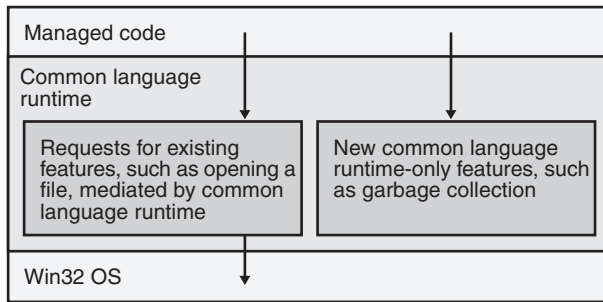 Managed code
Common language
runtime
Requests for existing
features, such as opening a
file, mediated by common
language runtime
New common language
runtime-only features, such
as garbage collection
Win32 OS